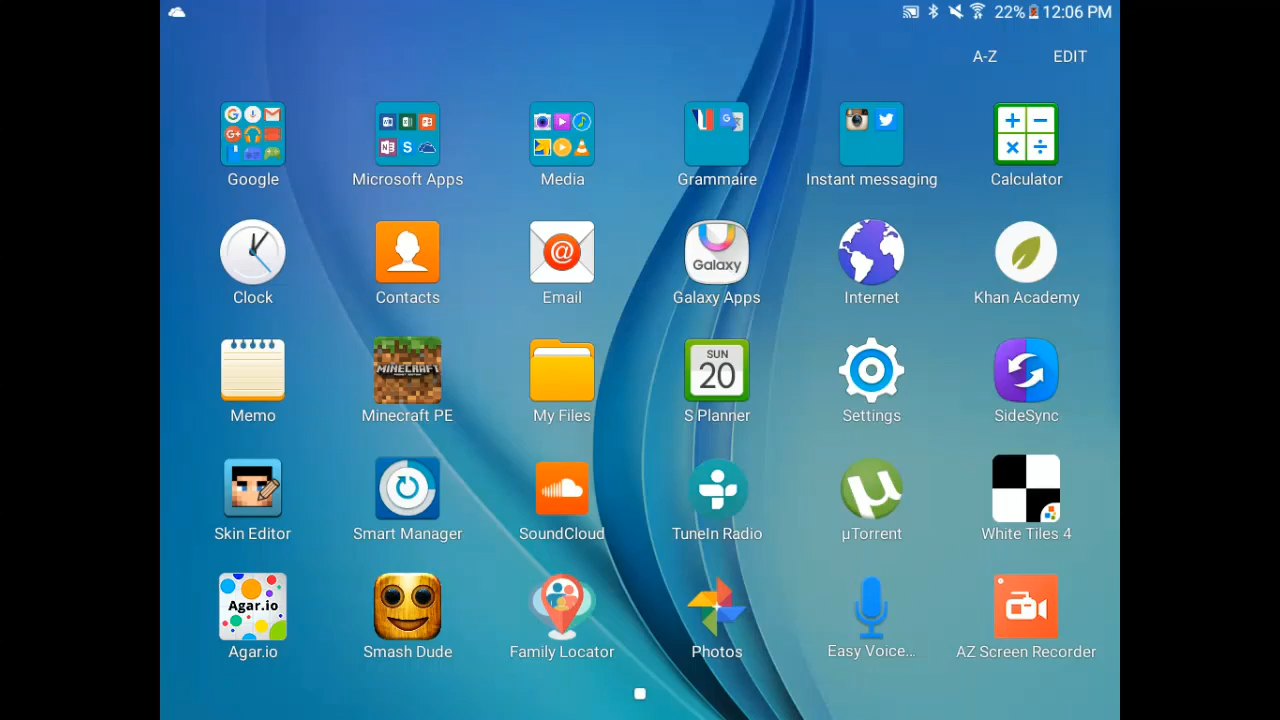 22% 12:06 PM
A-Z EDIT
Google Microsoft Apps Media Grammaire Instant messaging Calculator
Galaxy
Clock Contacts Email Galaxy Apps Internet Khan Academy
MINECRAFT
SUN
20
Memo Minecraft PE My Files S Planner Settings SideSync
Skin Editor Smart Manager SoundCloud TuneIn Radio µTorrent White Tiles 4
Agar.io
Agar.io Smash Dude Family Locator Photos Easy Voice... AZ Screen Recorder